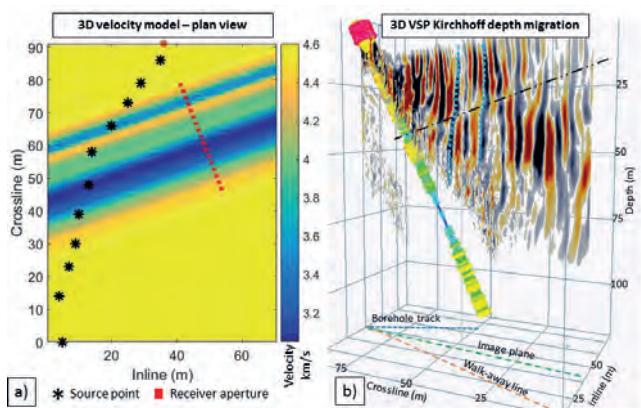 3D velocity model – plan view
90
80
70
60
50
40
30
20
10
0
Crossline (m)
20
40
60
Inline (m)
4.6
4.4
4.2
4
3.8
3.6
3.4
3.2
Velocity
km/s
a)
Source point
Receiver aperture
3D VSP Kirchhoff depth migration
25
50
75
Depth (m)
Borehole track
Image plane
Walk-away line
75
50
25
Crossline (m)
25
50
Inline (m)
b)